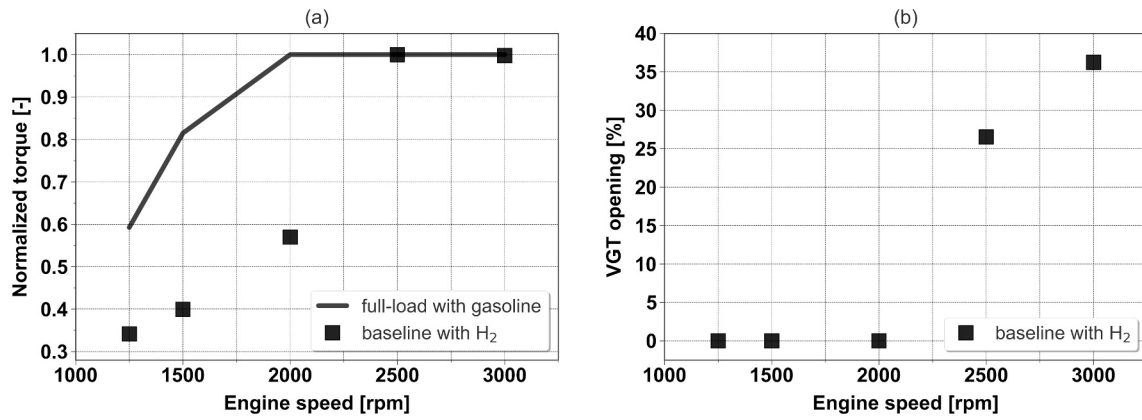 (a)
Normalized torque [-]
1.0
0.9
0.8
0.7
0.6
0.5
0.4
0.3
full-load with gasoline
baseline with H₂
1000 1500 2000 2500 3000
Engine speed [rpm]
(b)
VGT opening [%]
40
35
30
25
20
15
10
5
0
baseline with H₂
1000 1500 2000 2500 3000
Engine speed [rpm]